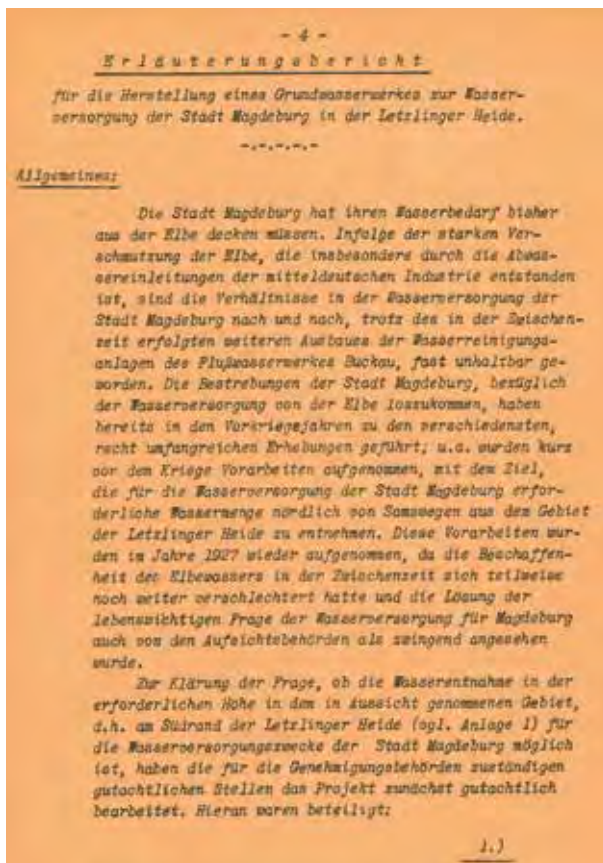 - 4 -
Erläuterungsbericht
für die Herstellung eines Grundwasserwerkes zur Wasser-
versorgung der Stadt Magdeburg in der Letzlinger Heide.
-.-.-.-.-
Allgemeines:
Die Stadt Magdeburg hat ihren Wasserbedarf bisher
aus der Elbe decken müssen. Infolge der starken Ver-
schmutzung der Elbe, die insbesondere durch die Abwas-
sereinleitungen der mitteldeutschen Industrie entstanden
ist, sind die Verhältnisse in der Wasserversorgung der
Stadt Magdeburg nach und nach, trotz des in der Zwischen-
zeit erfolgten weiteren Ausbaues der Wasserreinigungs-
anlagen des Flußwasserwerkes Buckau, fast unhaltbar ge-
worden. Die Bestrebungen der Stadt Magdeburg, bezüglich
der Wasserversorgung von der Elbe loszukommen, haben
bereits in den Vorkriegsjahren zu den verschiedensten,
recht umfangreichen Erhebungen geführt; u.a. wurden kurz
vor dem Kriege Vorarbeiten aufgenommen, mit dem Ziel,
die für die Wasserversorgung der Stadt Magdeburg erfor-
derliche Wassermenge nördlich von Samswegen aus dem Gebiet
der Letzlinger Heide zu entnehmen. Diese Vorarbeiten wur-
den im Jahre 1927 wieder aufgenommen, da die Beschaffen-
heit des Elbewassers in der Zwischenzeit sich teilweise
noch weiter verschlechtert hatte und die Lösung der
lebenswichtigen Frage der Wasserversorgung für Magdeburg
auch von den Aufsichtsbehörden als zwingend angesehen
wurde.
Zur Klärung der Frage, ob die Wasserentnahme in der
erforderlichen Höhe in dem in Aussicht genommenen Gebiet,
d.h. am Südrand der Letzlinger Heide (vgl. Anlage 1) für
die Wasserversorgungszwecke der Stadt Magdeburg möglich
ist, haben die für die Genehmigungsbehörden zuständigen
gutachtlichen Stellen das Projekt zunächst gutachtlich
bearbeitet. Hieran waren beteiligt:
1.)